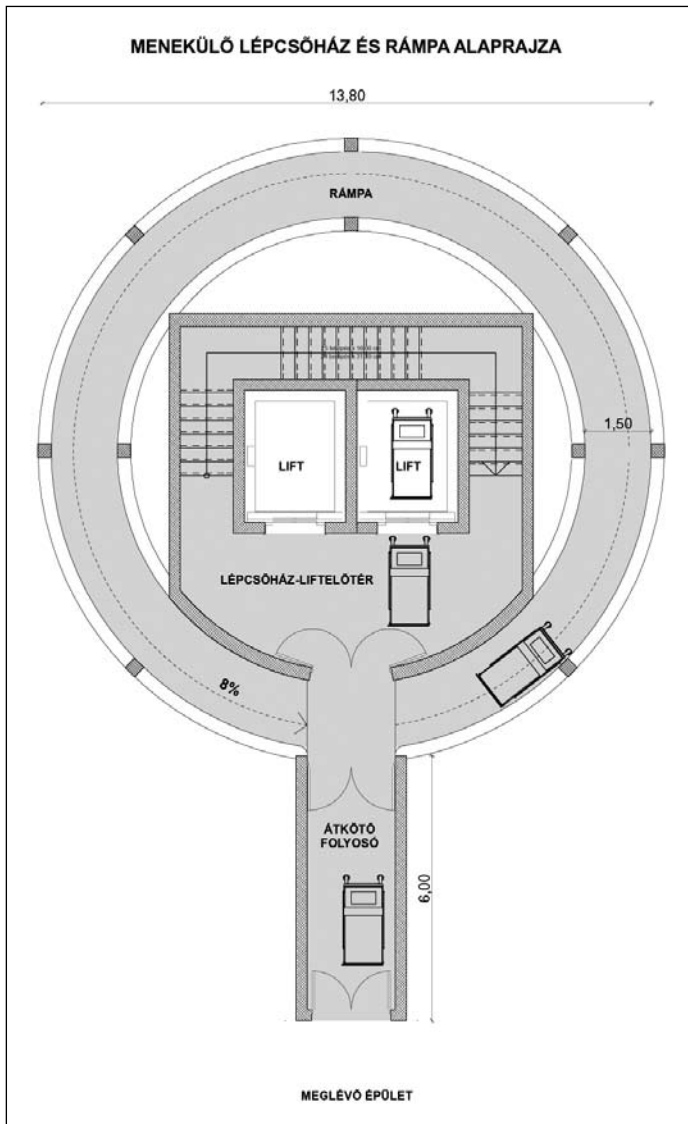 MENEKÜLŐ LÉPCSŐHÁZ ÉS RÁMPA ALAPRAJZA
13,80
RÁMPA
1,50
LIFT
LIFT
LÉPCSŐHÁZ-LIFTELŐTÉR
8%
ÁTKÖTŐ
FOLYOSÓ
6,00
MEGLÉVŐ ÉPÜLET